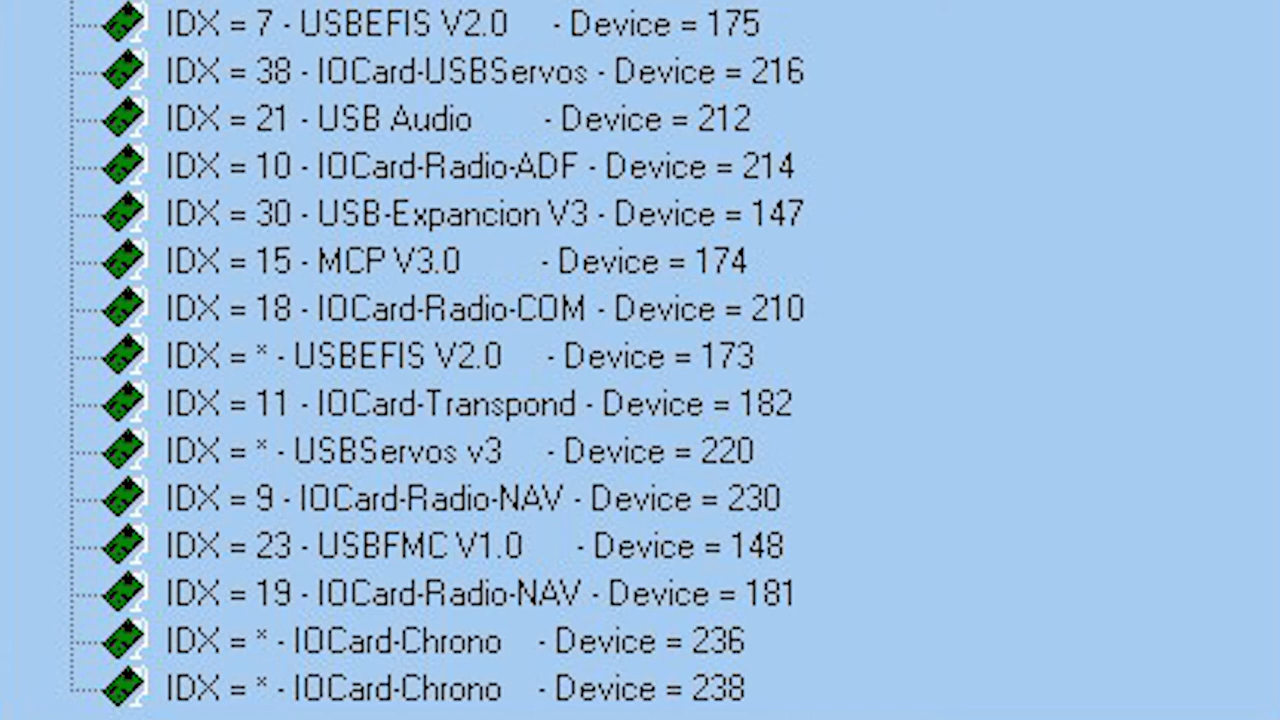 IDX = 7 - USBEFIS V2.0 - Device = 175
IDX = 38 - IOCard-USBServos - Device = 216
IDX = 21 - USB Audio - Device = 212
IDX = 10 - IOCard-Radio-ADF - Device = 214
IDX = 30 - USB-Expancion V3 - Device = 147
IDX = 15 - MCP V3.0 - Device = 174
IDX = 18 - IOCard-Radio-COM - Device = 210
IDX = * - USBEFIS V2.0 - Device = 173
IDX = 11 - IOCard-Transpond - Device = 182
IDX = * - USBServos v3 - Device = 220
IDX = 9 - IOCard-Radio-NAV - Device = 230
IDX = 23 - USBFMC V1.0 - Device = 148
IDX = 19 - IOCard-Radio-NAV - Device = 181
IDX = * - IOCard-Chrono - Device = 236
IDX = * - IOCard-Chrono - Device = 238